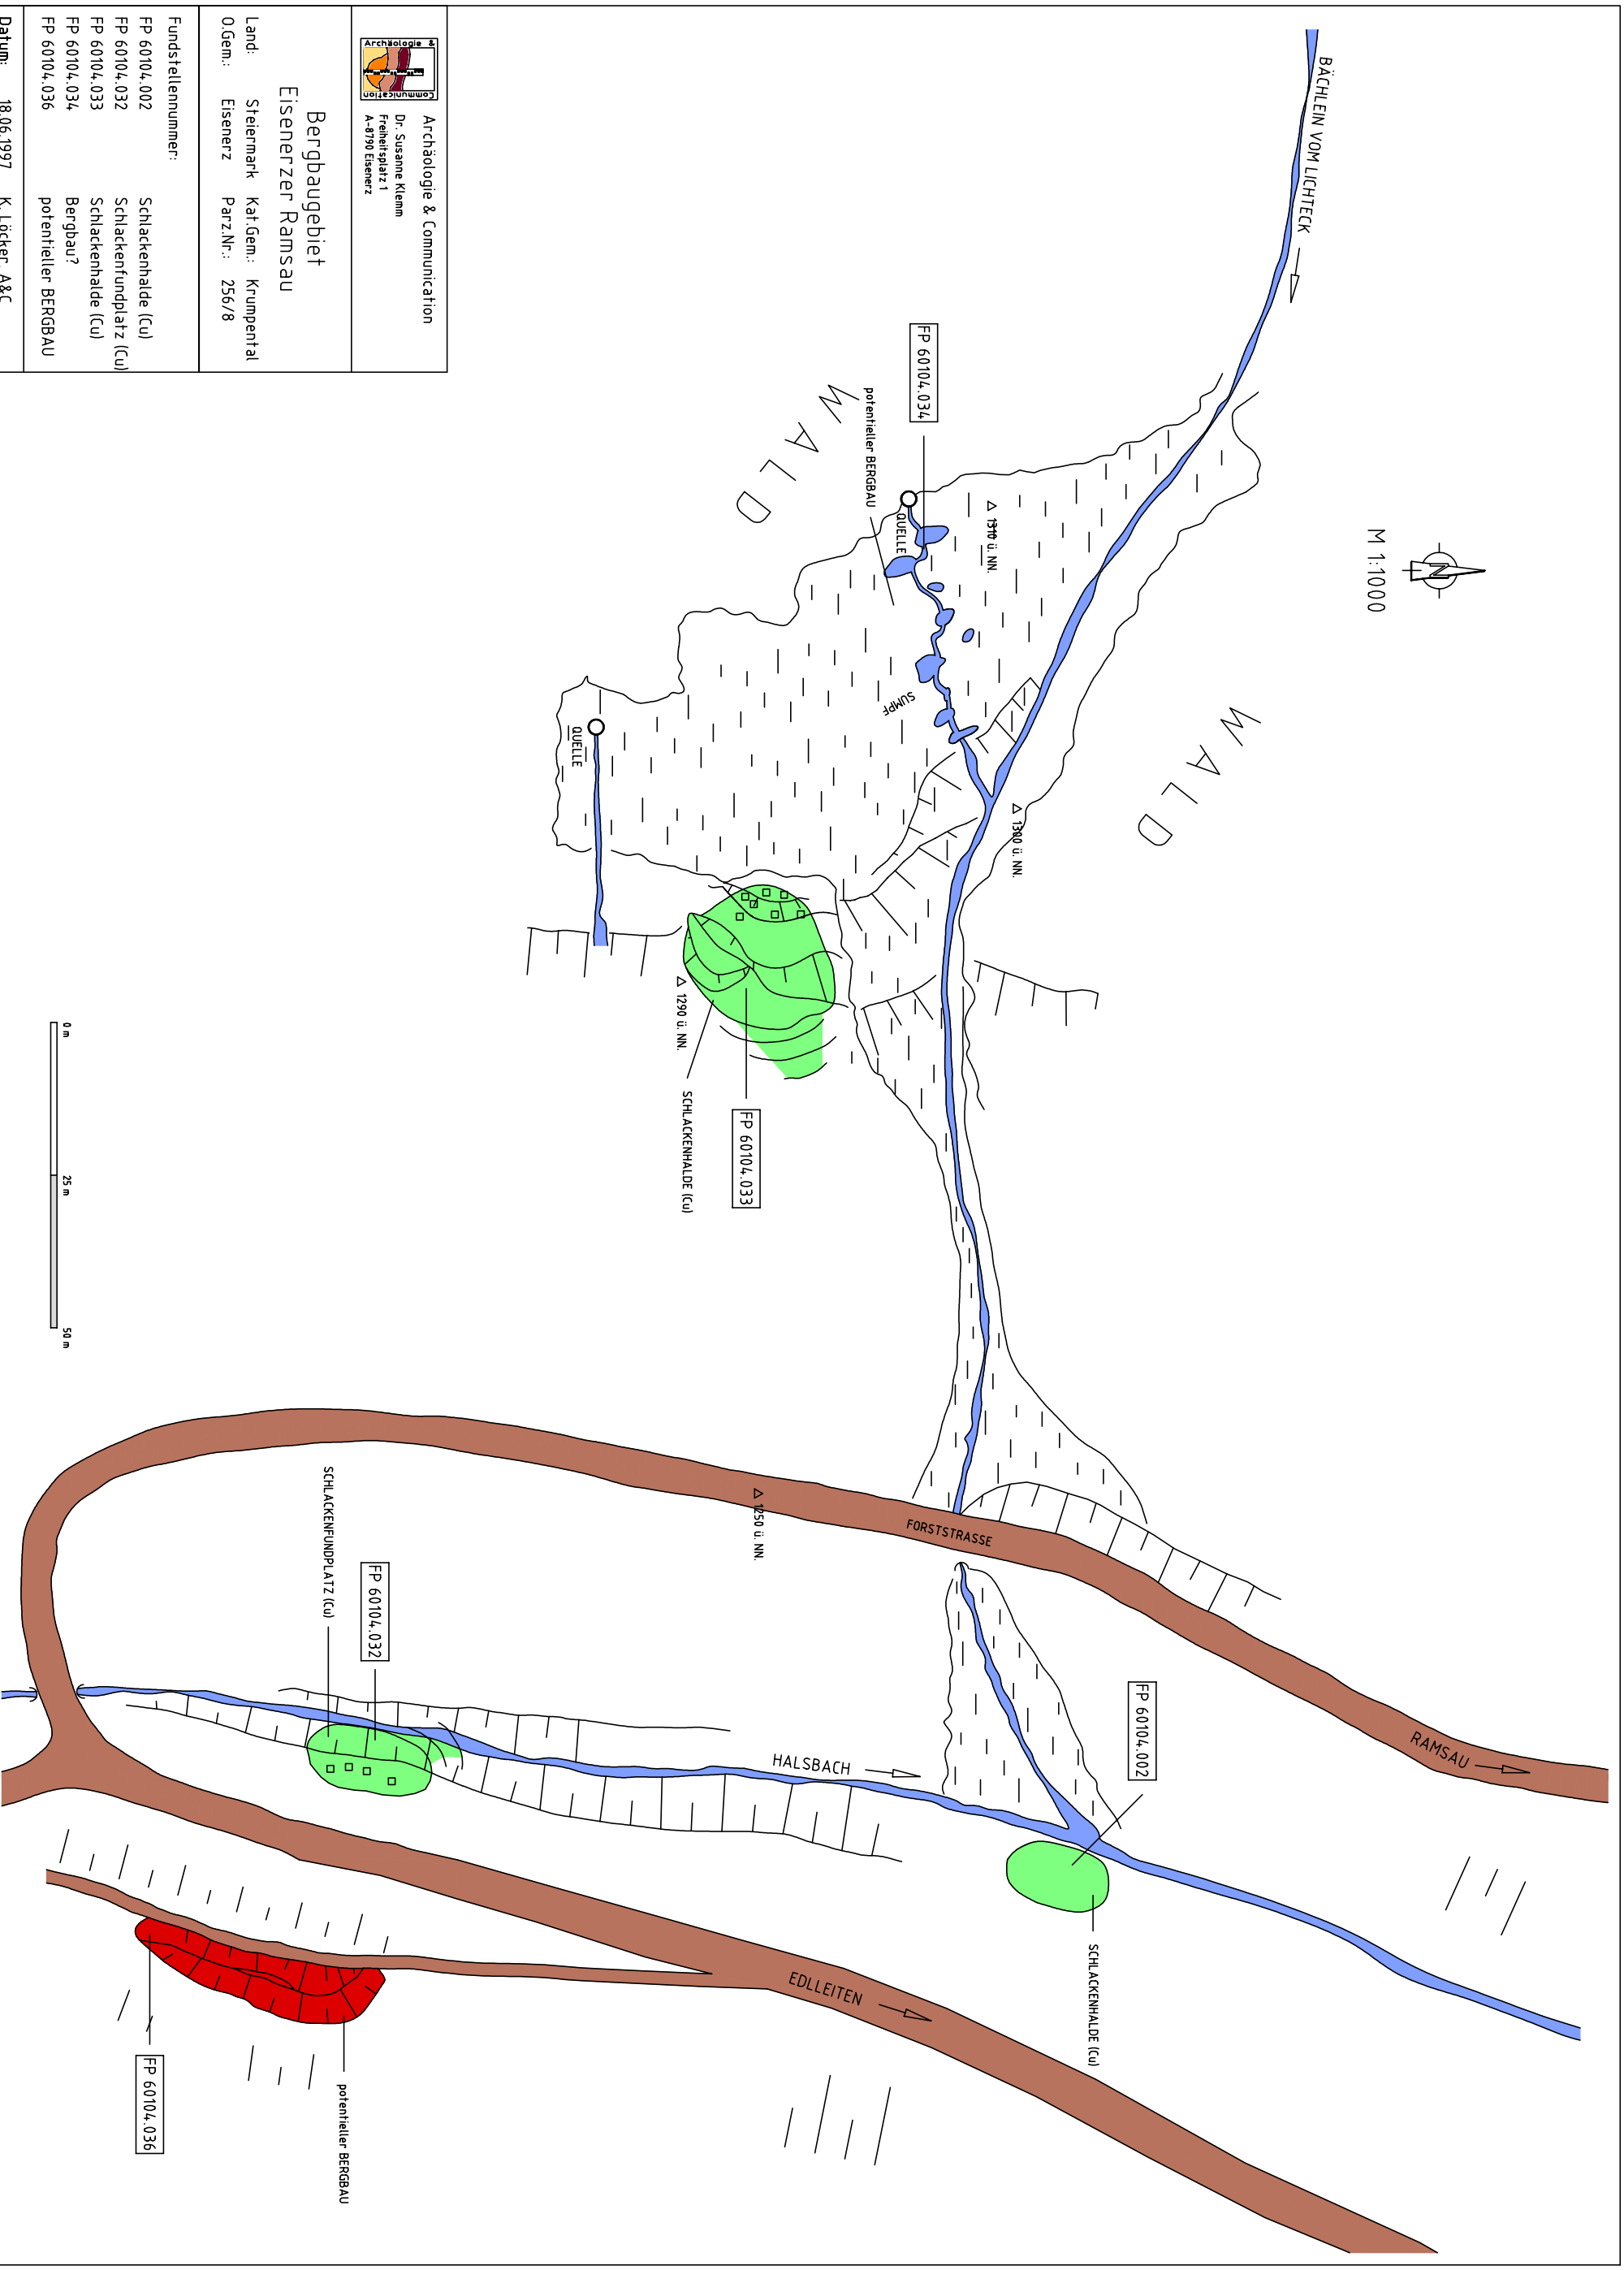 Archäologie &
Communication
Archäologie & Communication
Dr. Susanne Klemm
Freiheitsplatz 1
A-8790 Eisenerz
Bergbaugebiet
Eisenerzer Ramsau
Land: Steiermark Kat.Gem.: Krumpental
O.Gem.: Eisenerz Parz.Nr.: 256/8
Fundstellennummer:
FP 60104.002 Schlackenhalde (Cu)
FP 60104.032 Schlackenfundplatz (Cu)
FP 60104.033 Schlackenhalde (Cu)
FP 60104.034 Bergbau?
FP 60104.036 potentieller BERGBAU
Datum: 18.06.1997 K. Löcker, A&C
BÄCHLEIN VOM LICHTECK
N
M 1:1000
WALD
WALD
FP 60104.034
potentieller BERGBAU
QUELLE
△ 1310 ü. NN.
SUMPF
△ 1300 ü. NN.
QUELLE
△ 1290 ü. NN.
SCHLACKENHALDE (Cu)
FP 60104.033
0 m 25 m 50 m
△ 1250 ü. NN.
FORSTSTRASSE
RAMSAU
SCHLACKENFUNDPLATZ (Cu)
FP 60104.032
HALSBACH
FP 60104.002
SCHLACKENHALDE (Cu)
EDLLEITEN
FP 60104.036
potentieller BERGBAU